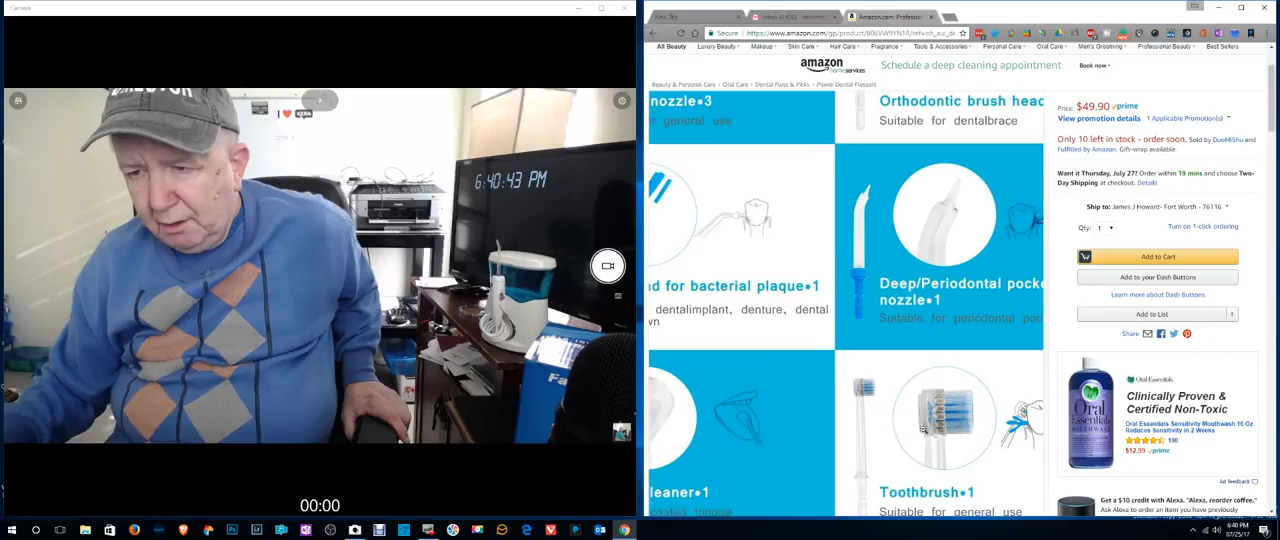 Camera
I ❤ KEBA
6:40:43 PM
00:00
New Tab
Amazon.com: Professio
Secure
https://www.amazon.com/gp/product/B06VW9YN1R/ref=oh_aui_de
All Beauty Luxury Beauty Makeup Skin Care Hair Care Fragrance Tools & Accessories Personal Care Oral Care Men's Grooming Professional Beauty Best Sellers
amazon home services
Schedule a deep cleaning appointment
Book now
Beauty & Personal Care › Oral Care › Dental Floss & Picks › Power Dental Flossers
nozzle•3
general use
Orthodontic brush head
Suitable for dentalbrace
nd for bacterial plaque•1
dentalimplant, denture, dental
wn
Deep/Periodontal pocke
nozzle•1
Suitable for periodontal poc
leaner•1
coated tongue
Toothbrush•1
Suitable for general use
Price: $49.90 prime
View promotion details 1 Applicable Promotion(s)
Only 10 left in stock - order soon. Sold by DuoMiShu and
Fulfilled by Amazon. Gift-wrap available.
Want it Thursday, July 27? Order within 19 mins and choose Two-
Day Shipping at checkout. Details
Ship to: James J Howard- Fort Worth - 76116
Qty: 1
Turn on 1-click ordering
Add to Cart
Add to your Dash Buttons
Learn more about Dash Buttons
Add to List
Share
Oral Essentials
Oral Essentials
Clinically Proven &
Certified Non-Toxic
Oral Essentials Sensitivity Mouthwash 16 Oz
Reduces Sensitivity in 2 Weeks
190
$12.99 prime
Ad feedback
Get a $10 credit with Alexa. "Alexa, reorder coffee."
Ask Alexa to order an item you have previously
6:40 PM
07/25/17